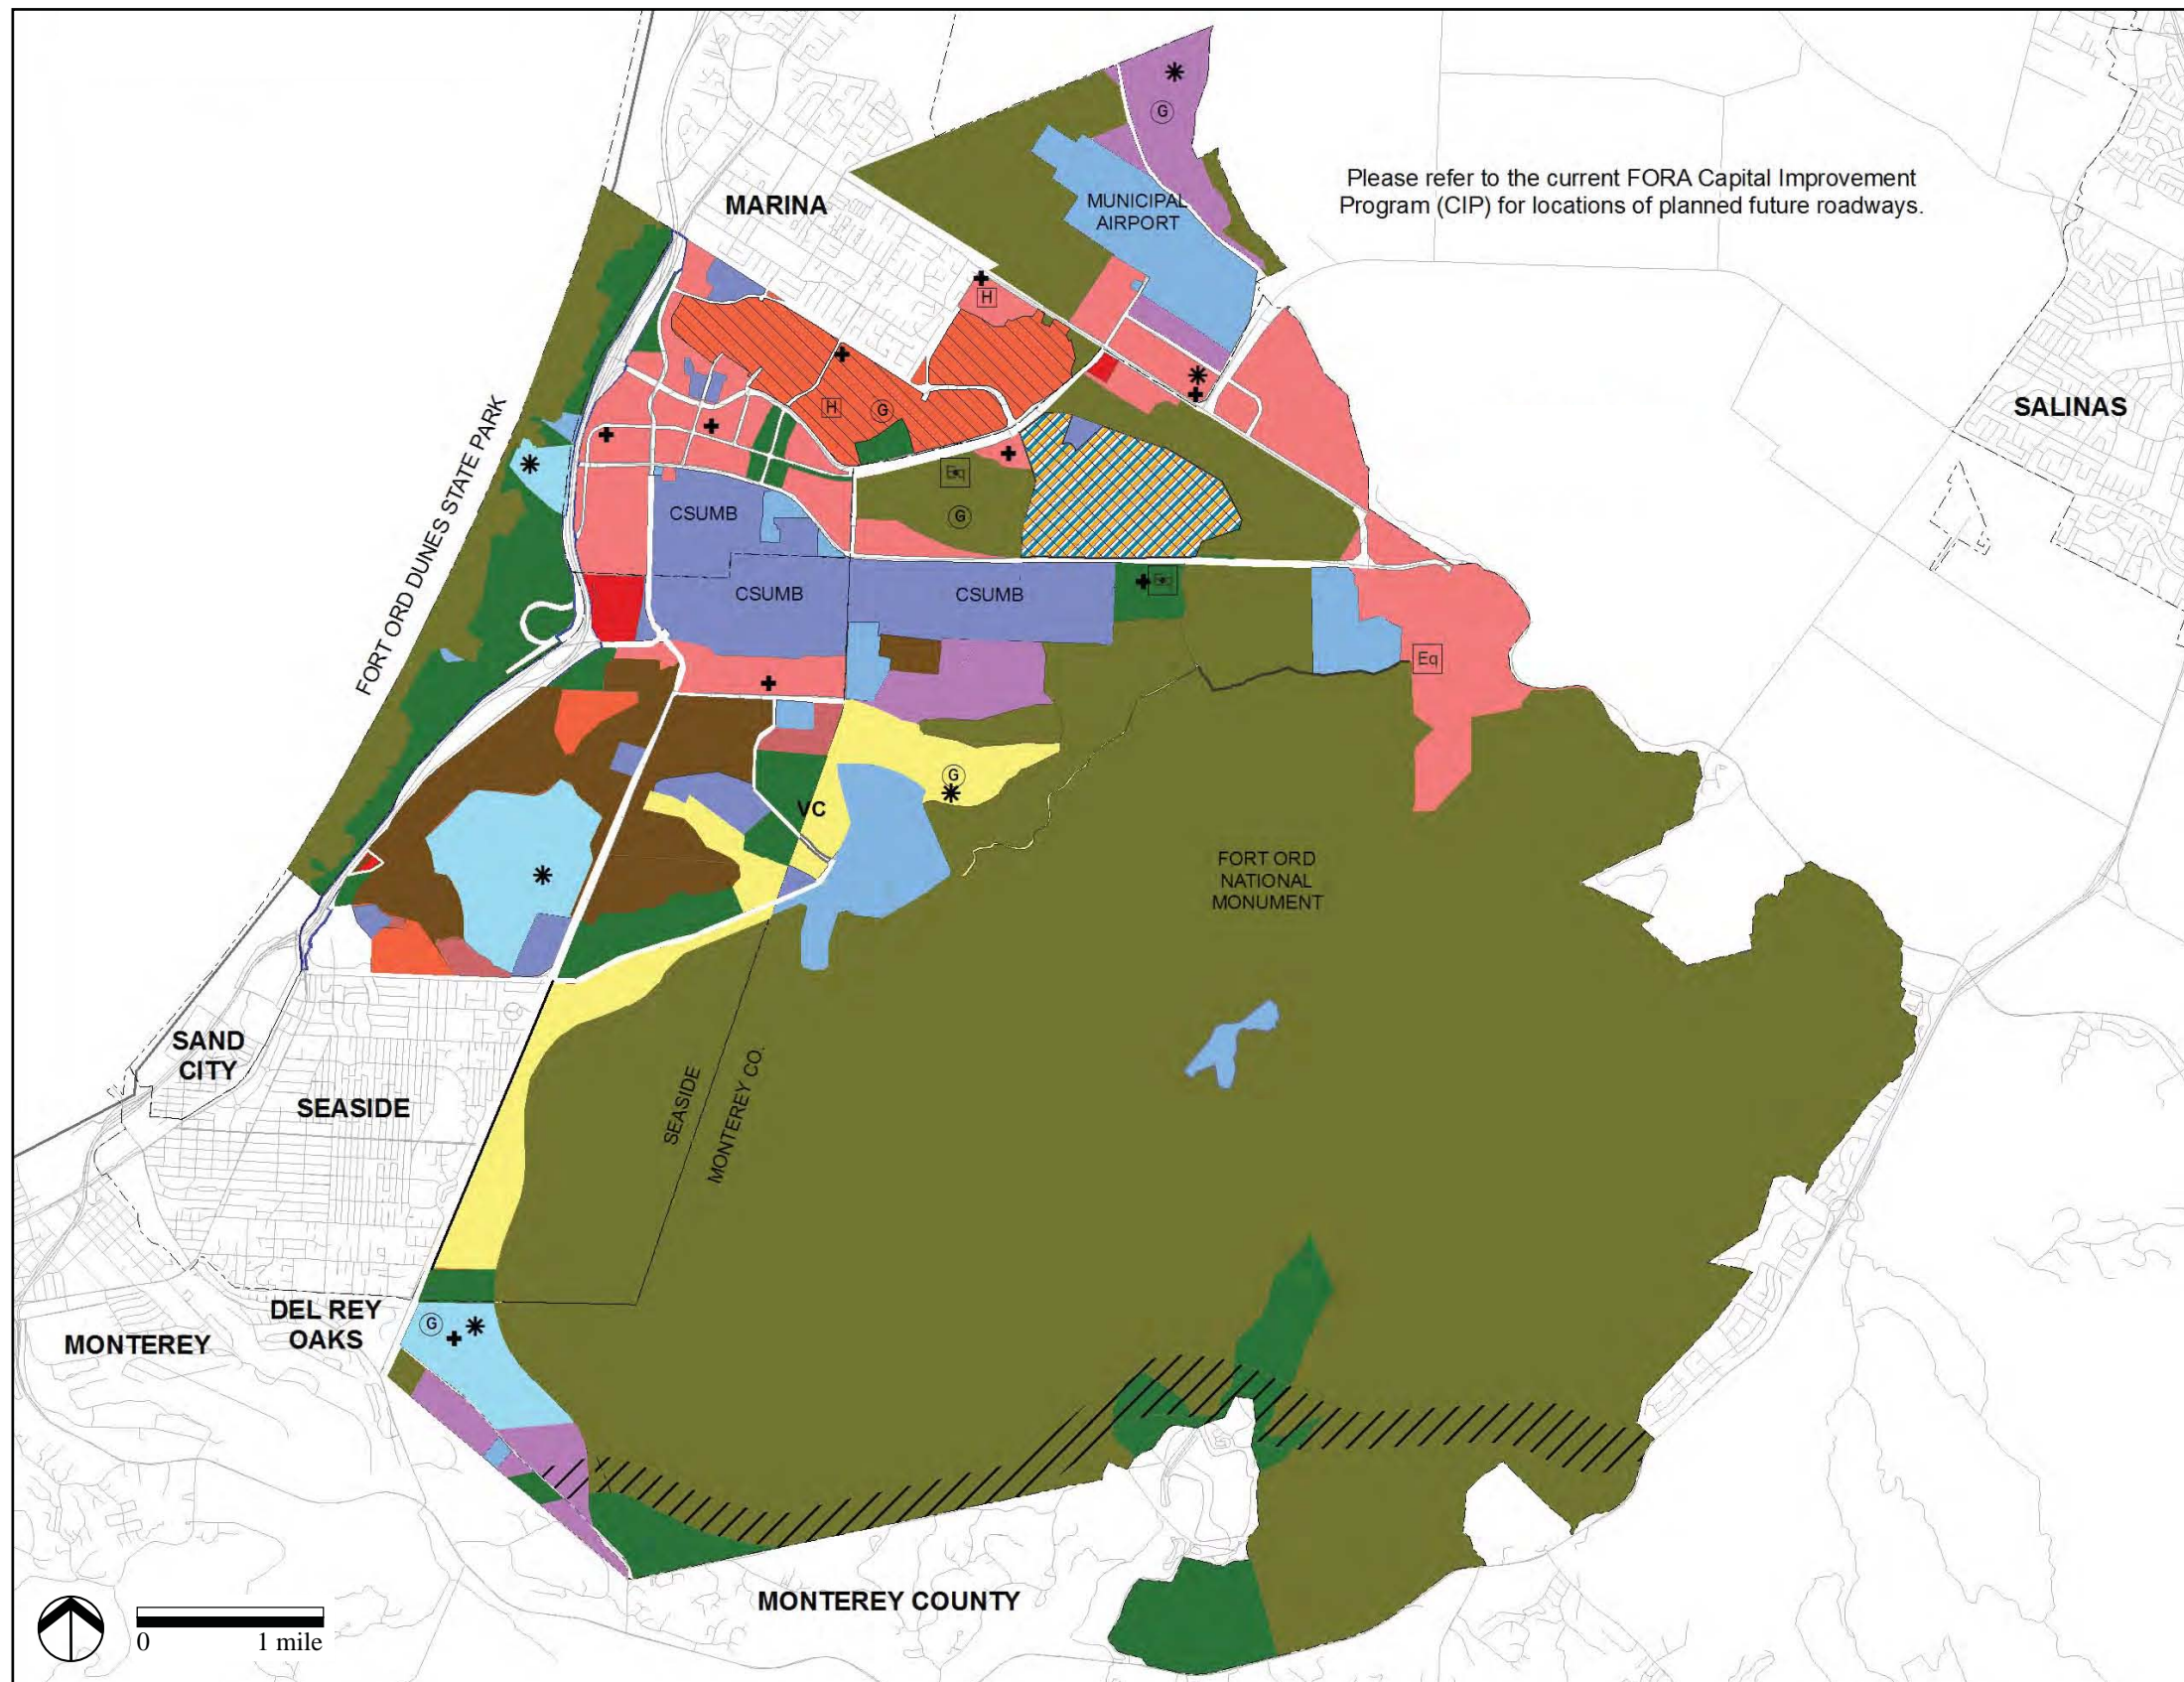 G
MARINA
Please refer to the current FORA Capital Improvement
Program (CIP) for locations of planned future roadways.
MUNICIPAL
AIRPORT
H
H
G
SALINAS
FORT ORD DUNES STATE PARK
Eq
G
CSUMB
CSUMB
CSUMB
Eq
Eq
G
VC
FORT ORD
NATIONAL
MONUMENT
SAND
CITY
SEASIDE
SEASIDE
MONTEREY CO.
DEL REY
OAKS
G
MONTEREY
MONTEREY COUNTY
0 1 mile